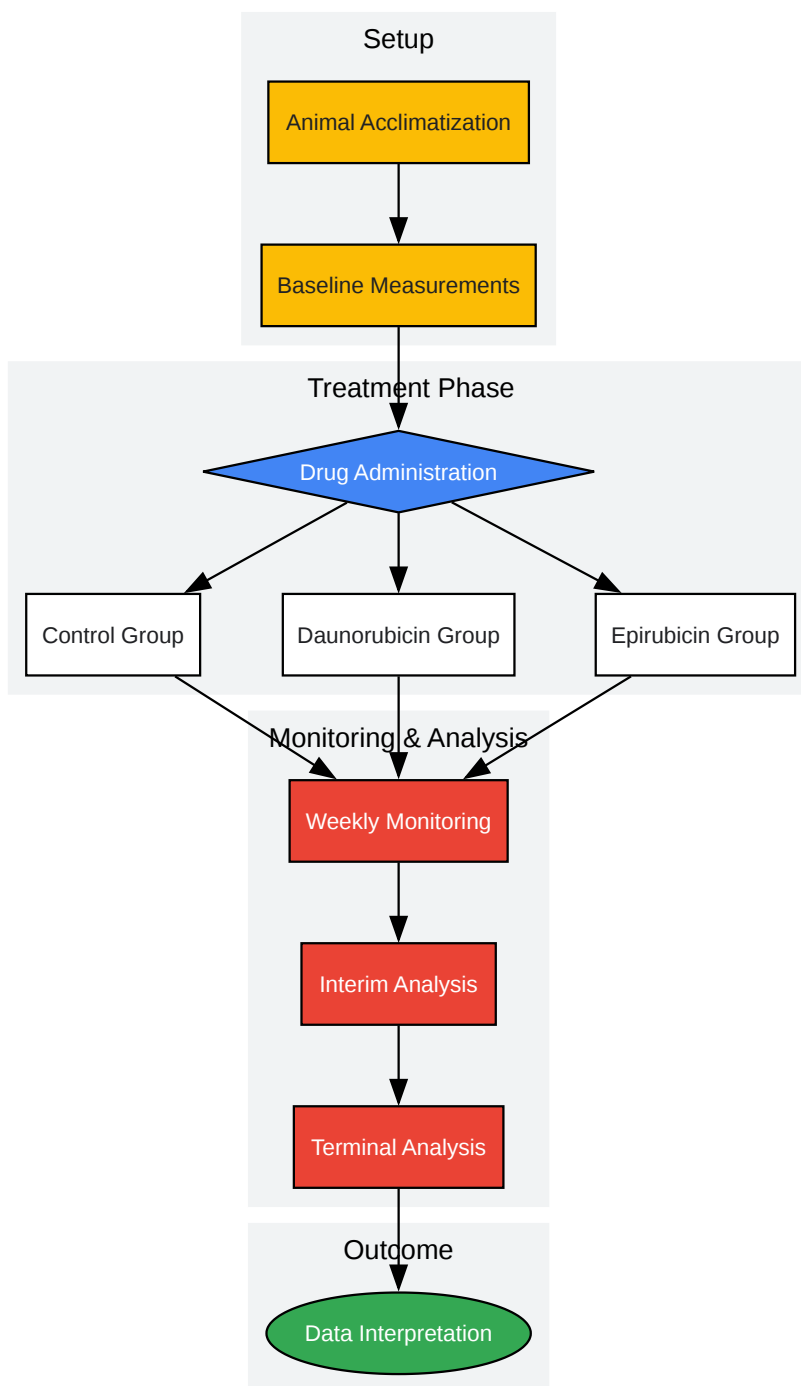 Setup
Animal Acclimatization
Baseline Measurements
Treatment Phase
Drug Administration
Control Group
Daunorubicin Group
Epirubicin Group
Monitoring & Analysis
Weekly Monitoring
Interim Analysis
Terminal Analysis
Outcome
Data Interpretation